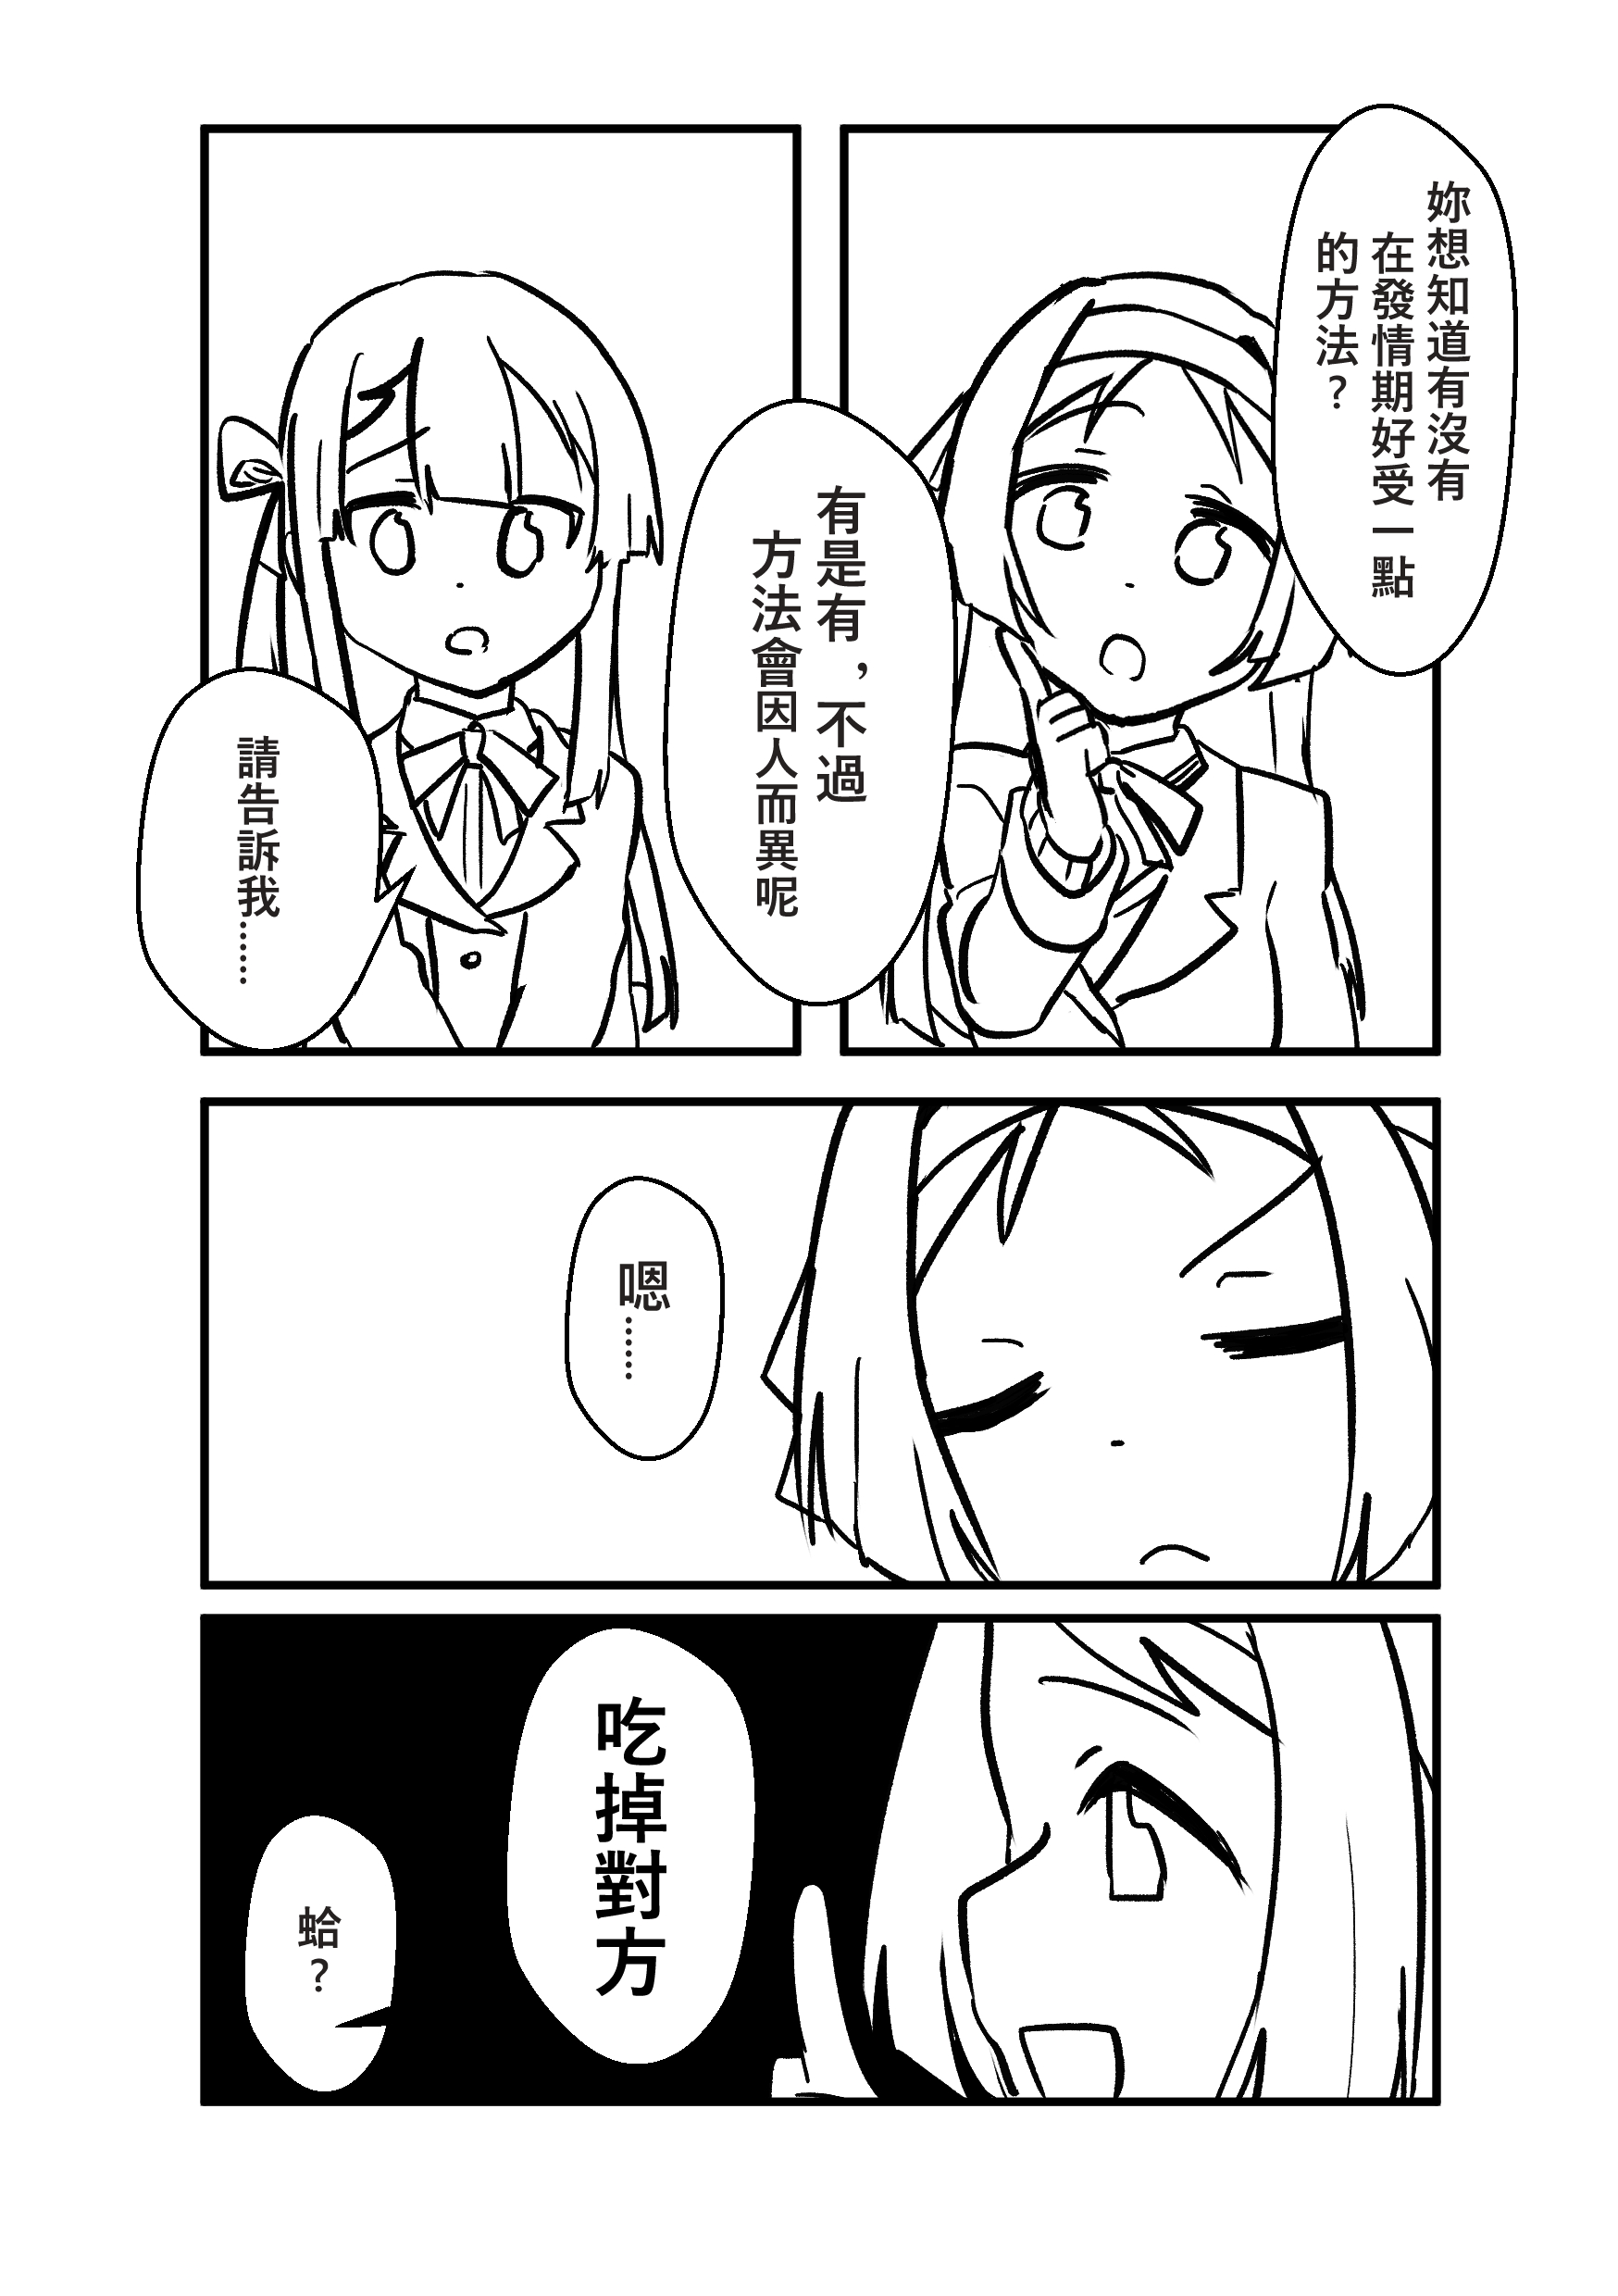 妳想知道有沒有
在發情期好受一點
的方法？
有是有，不過
方法會因人而異呢
請告訴我……
嗯……
吃掉對方
蛤？